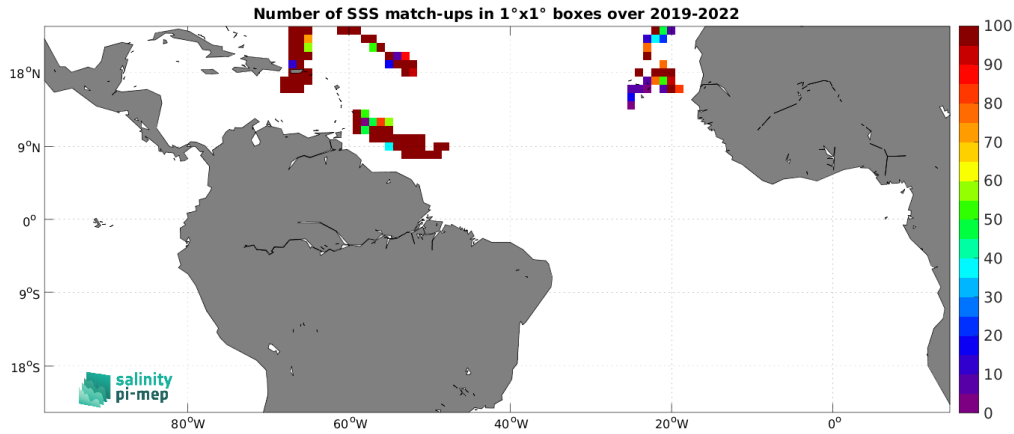 Number of SSS match-ups in 1°x1° boxes over 2019-2022
100
90
18°N
80
70
9°N
60
50
0°
40
30
9°S
20
18°S
10
salinity
pi-mep
0
80°W 60°W 40°W 20°W 0°